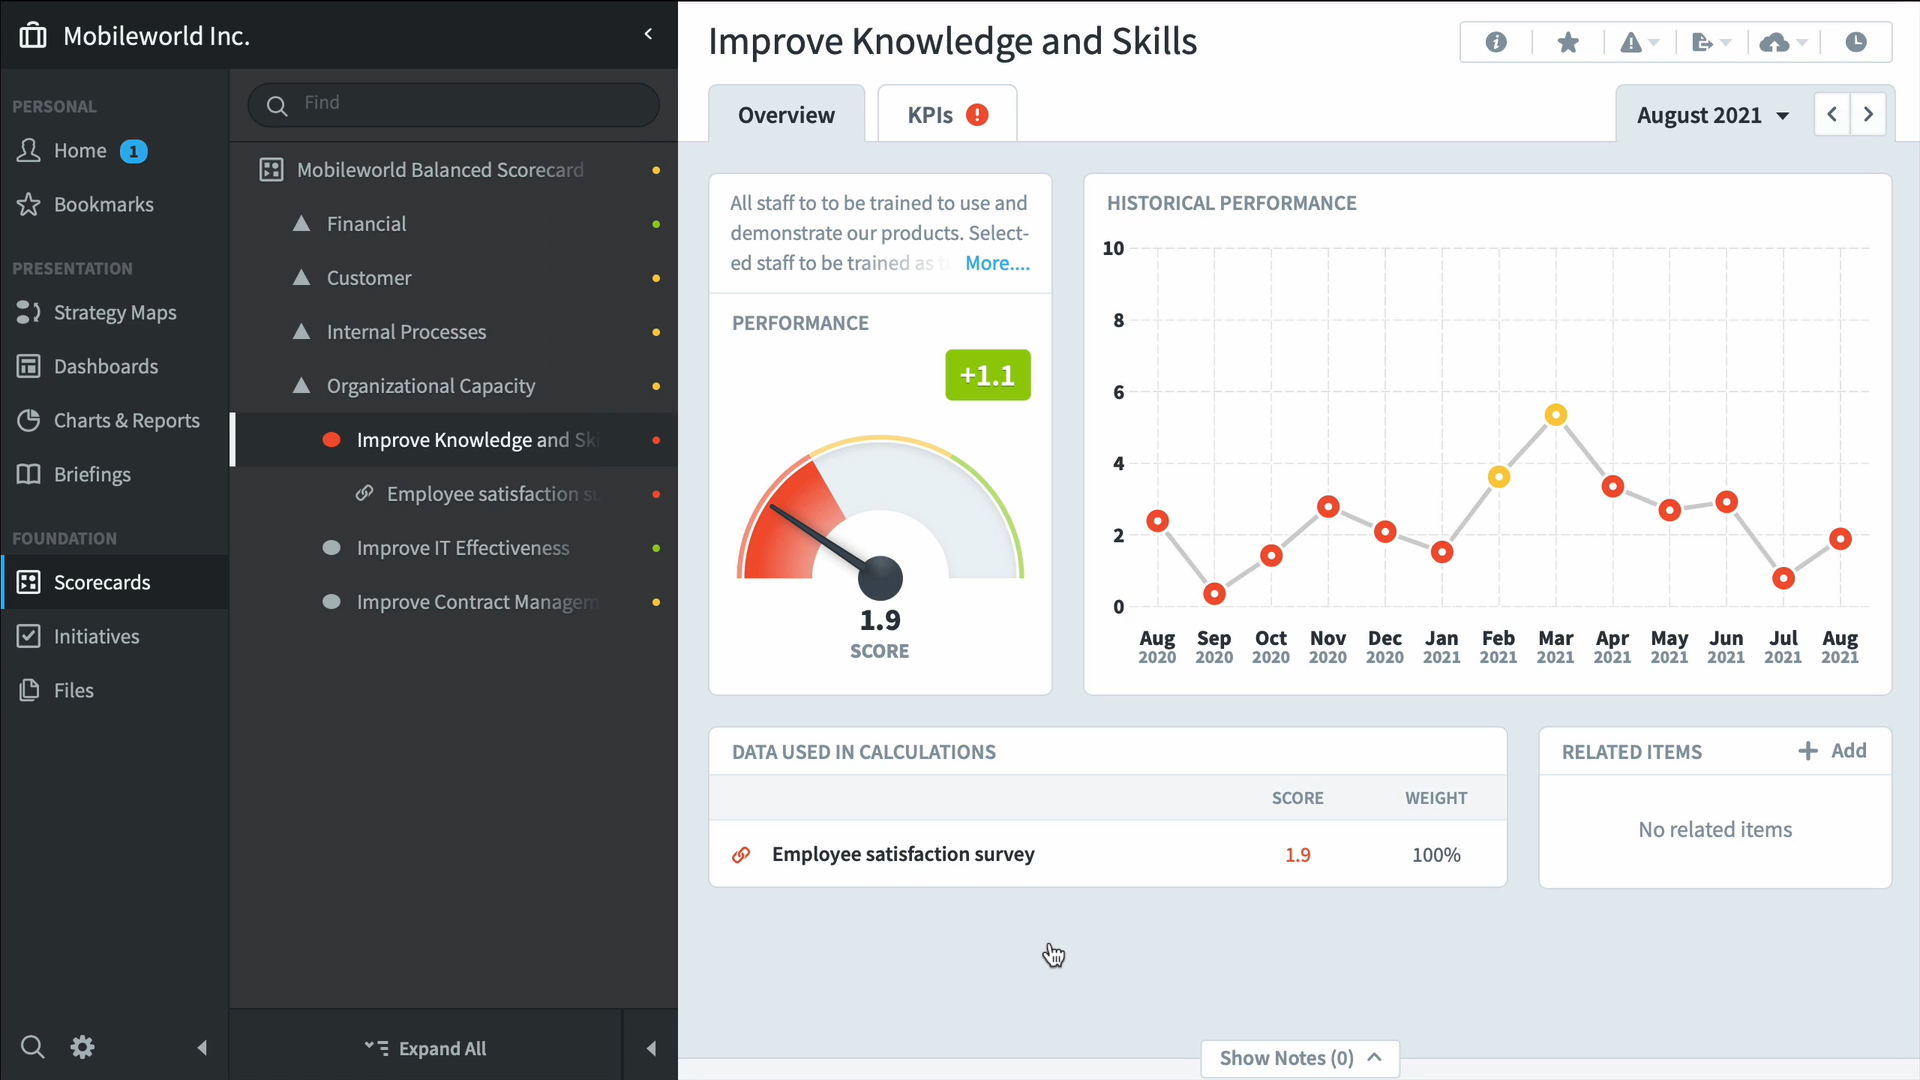 Mobileworld Inc.
PERSONAL
Home 1
Bookmarks
PRESENTATION
Strategy Maps
Dashboards
Charts & Reports
Briefings
FOUNDATION
Scorecards
Initiatives
Files
Find
Mobileworld Balanced Scorecard
Financial
Customer
Internal Processes
Organizational Capacity
Improve Knowledge and Ski
Employee satisfaction su
Improve IT Effectiveness
Improve Contract Managem
Expand All
Improve Knowledge and Skills
Overview
KPIs !
August 2021
All staff to to be trained to use and
demonstrate our products. Select-
ed staff to be trained as More....
PERFORMANCE
+1.1
1.9
SCORE
HISTORICAL PERFORMANCE
10
8
6
4
2
0
Aug Sep Oct Nov Dec Jan Feb Mar Apr May Jun Jul Aug
2020 2020 2020 2020 2020 2021 2021 2021 2021 2021 2021 2021 2021
DATA USED IN CALCULATIONS
SCORE WEIGHT
Employee satisfaction survey 1.9 100%
RELATED ITEMS
Add
No related items
Show Notes (0)